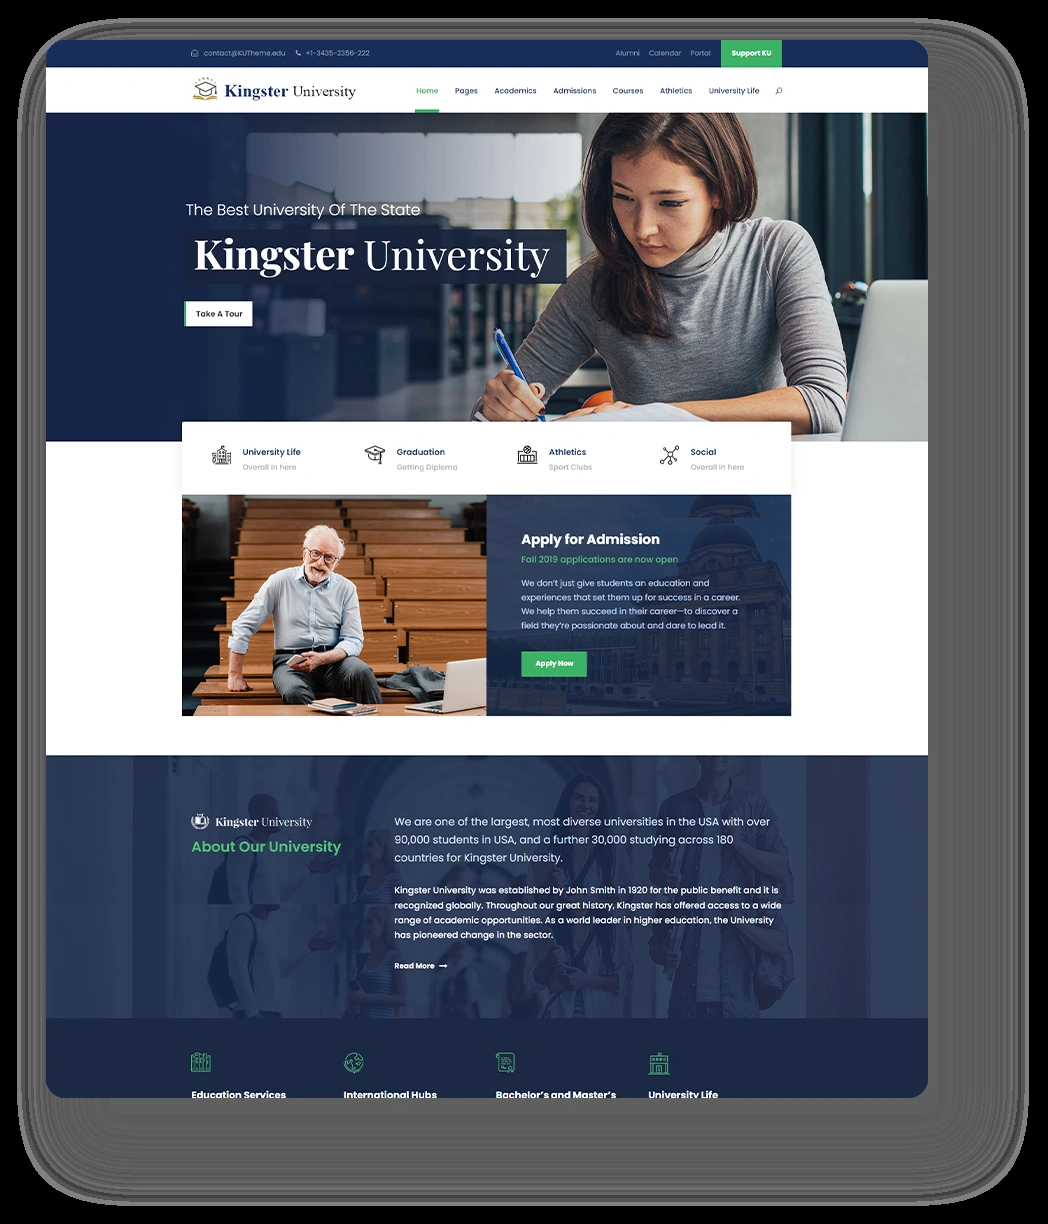 contact@KUTheme.edu +1-3435-2356-222 Alumni Calendar Portal Support KU
Kingster University Home Pages Academics Admissions Courses Athletics University Life
The Best University Of The State
Kingster University
Take A Tour
University Life Graduation Athletics Social
Overall in here Getting Diploma Sport Clubs Overall in here
Apply for Admission
Fall 2019 applications are now open
We don't just give students an education and
experiences that set them up for success in a career.
We help them succeed in their career—to discover a
field they're passionate about and dare to lead it.
Apply Now
Kingster University
About Our University
We are one of the largest, most diverse universities in the USA with over
90,000 students in USA, and a further 30,000 studying across 180
countries for Kingster University.
Kingster University was established by John Smith in 1920 for the public benefit and it is
recognized globally. Throughout our great history, Kingster has offered access to a wide
range of academic opportunities. As a world leader in higher education, the University
has pioneered change in the sector.
Read More
Education Services International Hubs Bachelor's and Master's University Life